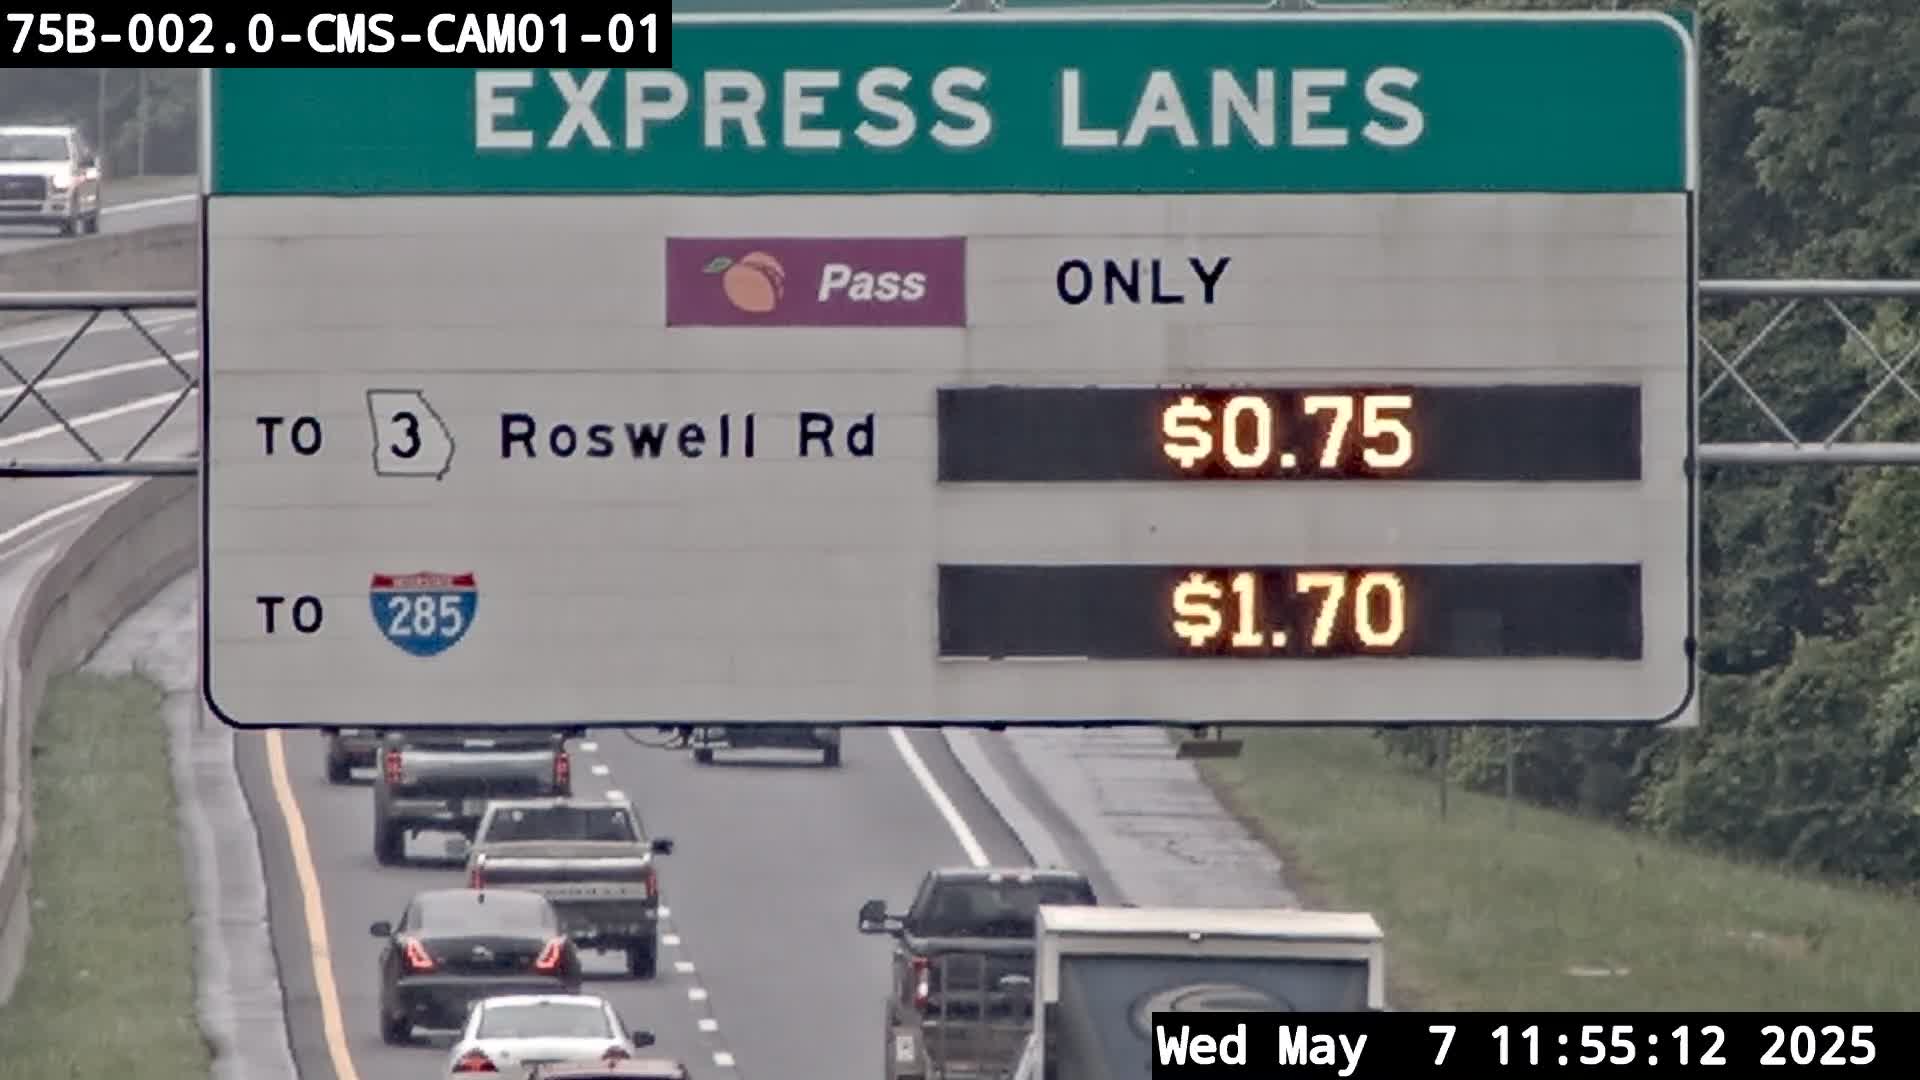 75B-002.0-CMS-CAM01-01
EXPRESS LANES
Pass ONLY
TO 3 Roswell Rd $0.75
TO 285 $1.70
Wed May 7 11:55:12 2025